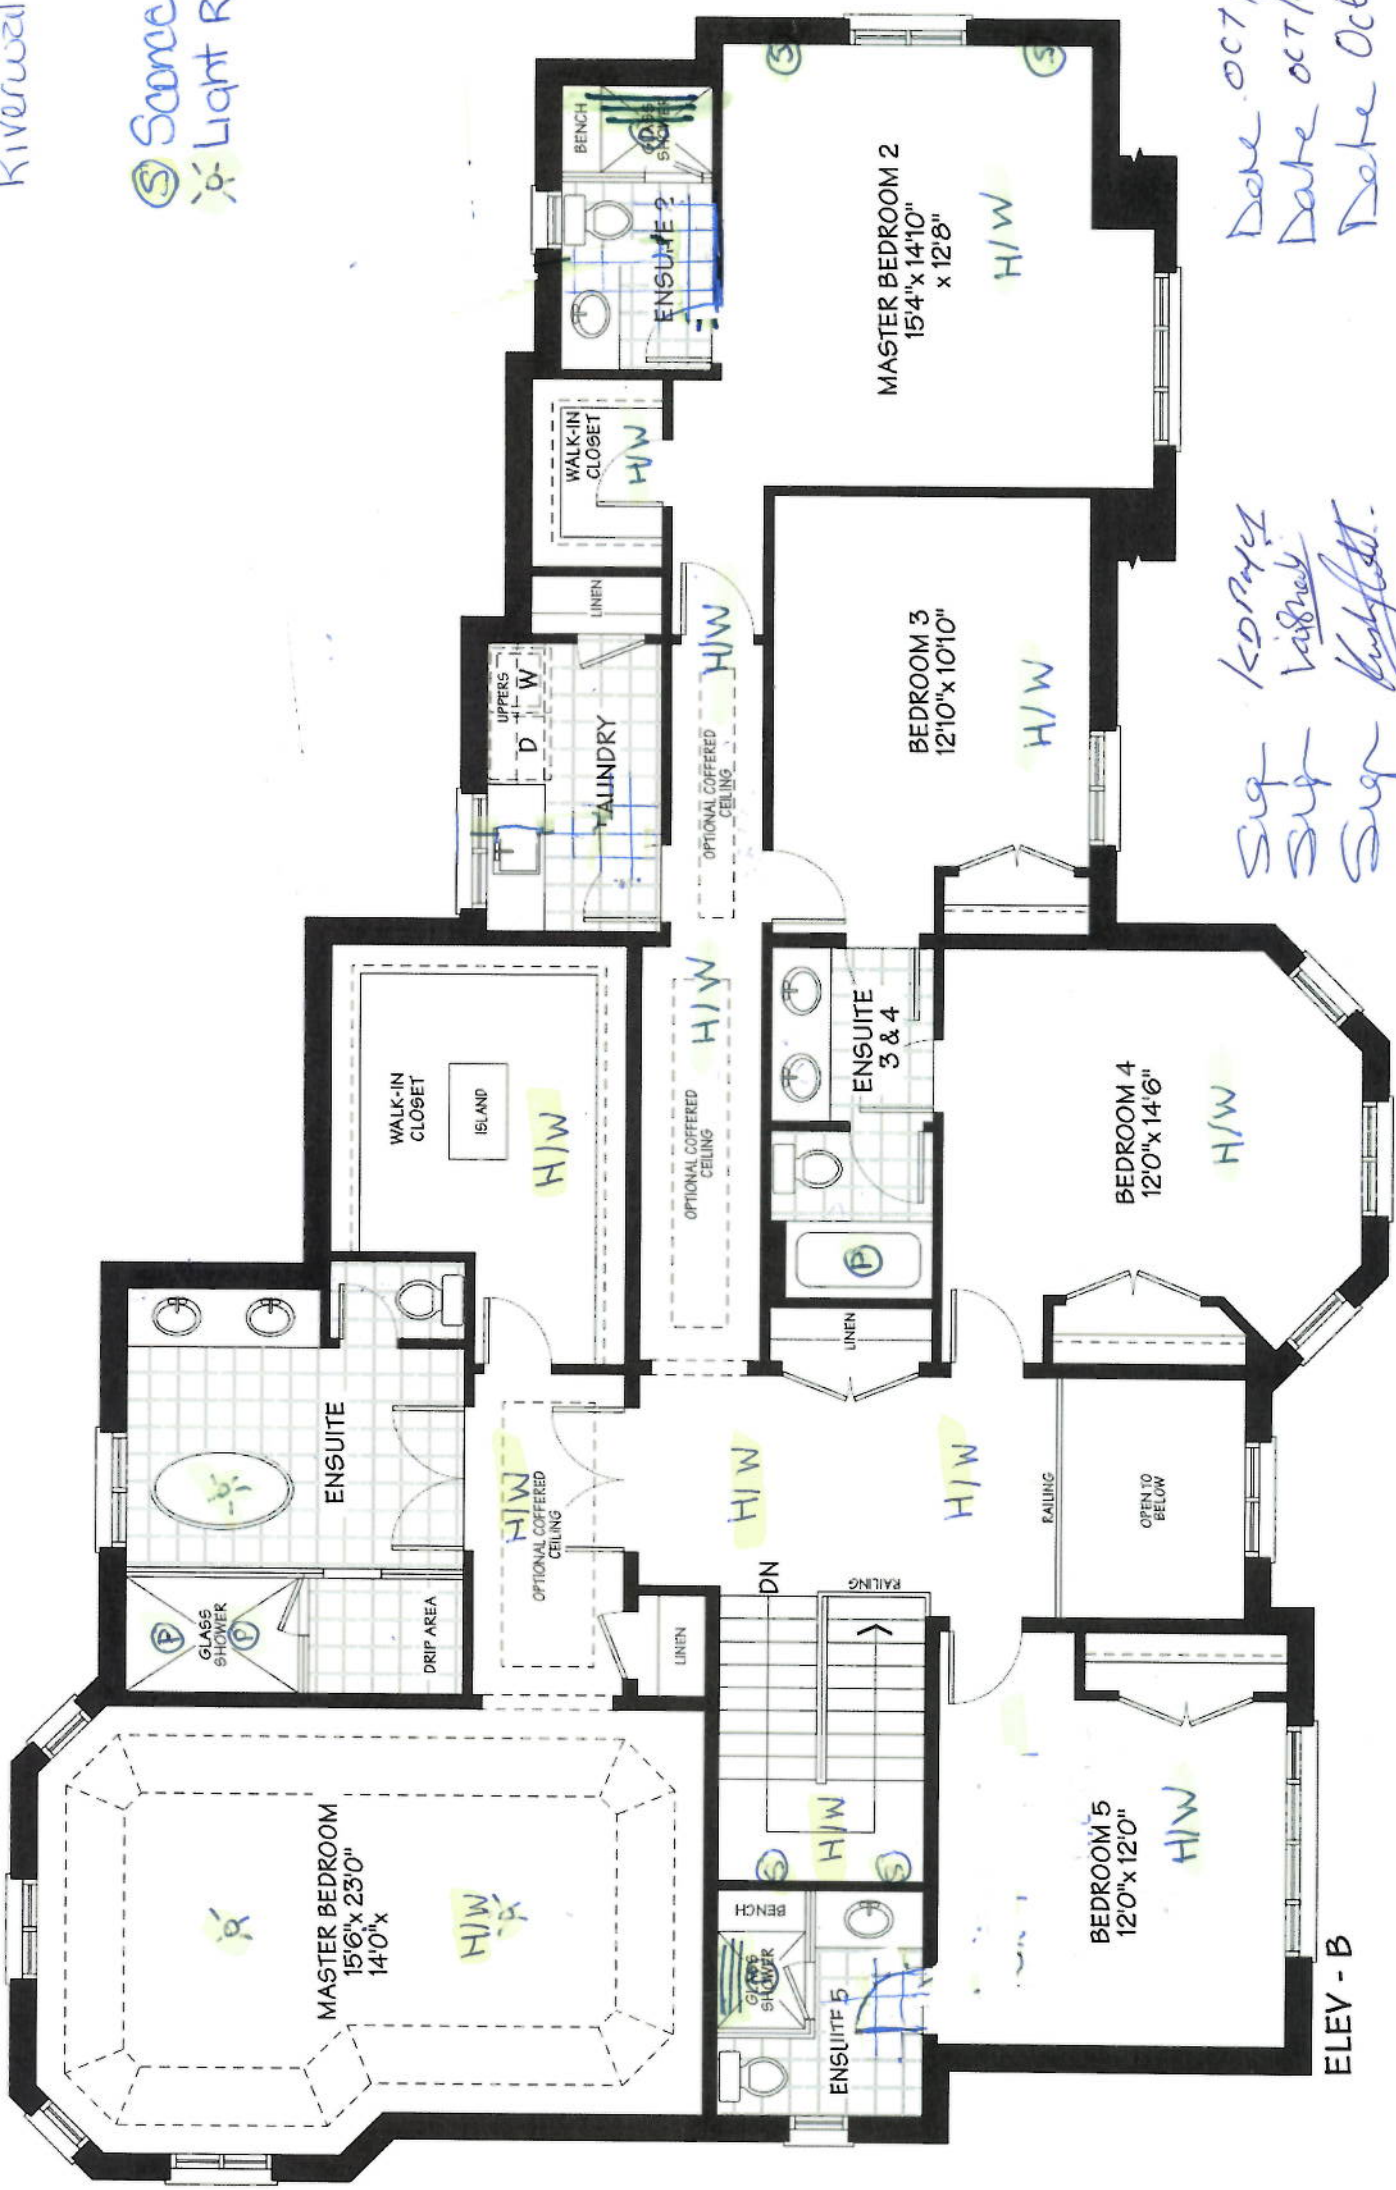 Riverwal
Ⓢ Sconce
Light R
BENCH
GLASS
SHOWER
ENSUITE 2
S
S
MASTER BEDROOM 2
15'4"x 14'10"
x 12'8"
H/W
WALK-IN
CLOSET
H/W
LINEN
UPPERS
D
W
LAUNDRY
H/W
OPTIONAL COFFERED
CEILING
BEDROOM 3
12'10"x 10'10"
H/W
WALK-IN
CLOSET
ISLAND
H/W
H/W
OPTIONAL COFFERED
CEILING
ENSUITE
3 & 4
P
LINEN
BEDROOM 4
12'0"x 14'6"
H/W
ENSUITE
P
GLASS
SHOWER
P
DRIP AREA
H/W
OPTIONAL COFFERED
CEILING
LINEN
H/W
H/W
DN
RAILING
RAILING
OPEN TO
BELOW
MASTER BEDROOM
15'6"x 23'0"
14'0"x
H/W
H/W
S
S
BENCH
GLASS
SHOWER
ENSUITE 5
BEDROOM 5
12'0"x 12'0"
H/W
ELEV - B
Sign
Date OCT
Sign
Date OCT/
Sign
Date Oct